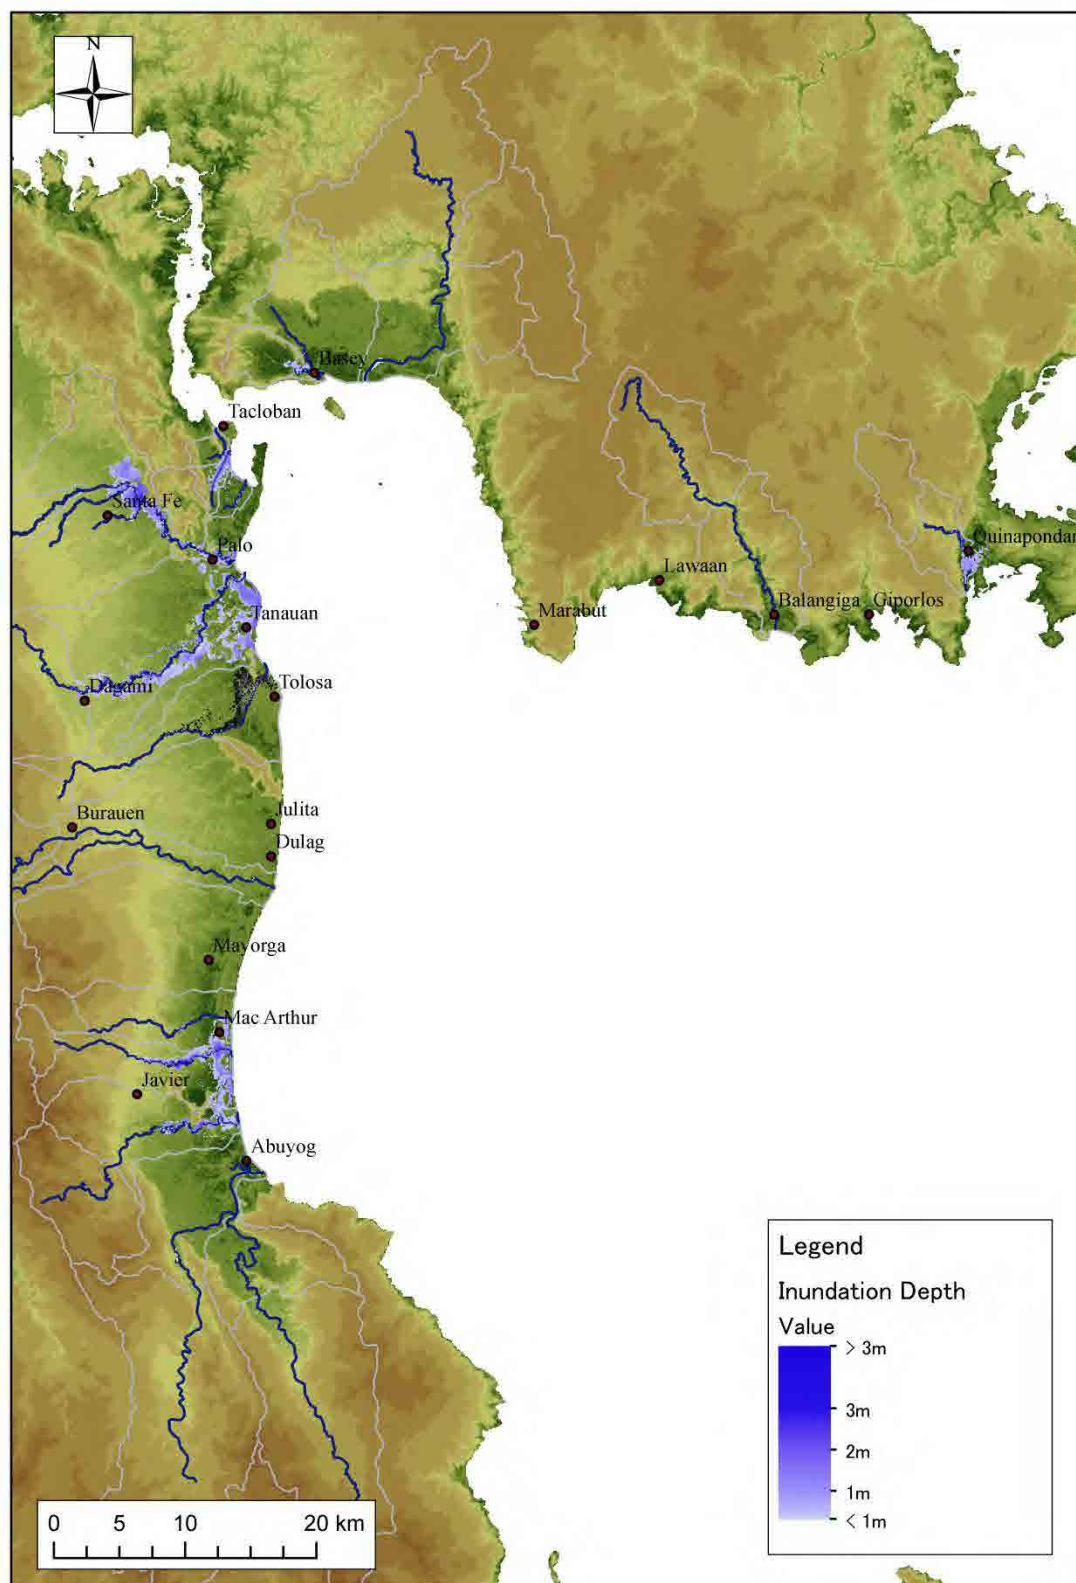 N
Basey
Tacloban
Santa Fe
Palo
Quinapondan
Lawaan
Tanauan
Marabut
Balangiga
Giporlos
Dagami
Tolosa
Burauen
Julita
Dulag
Mayorga
Mac Arthur
Javier
Abuyog
Legend
Inundation Depth
Value
> 3m
3m
2m
1m
< 1m
0 5 10 20 km